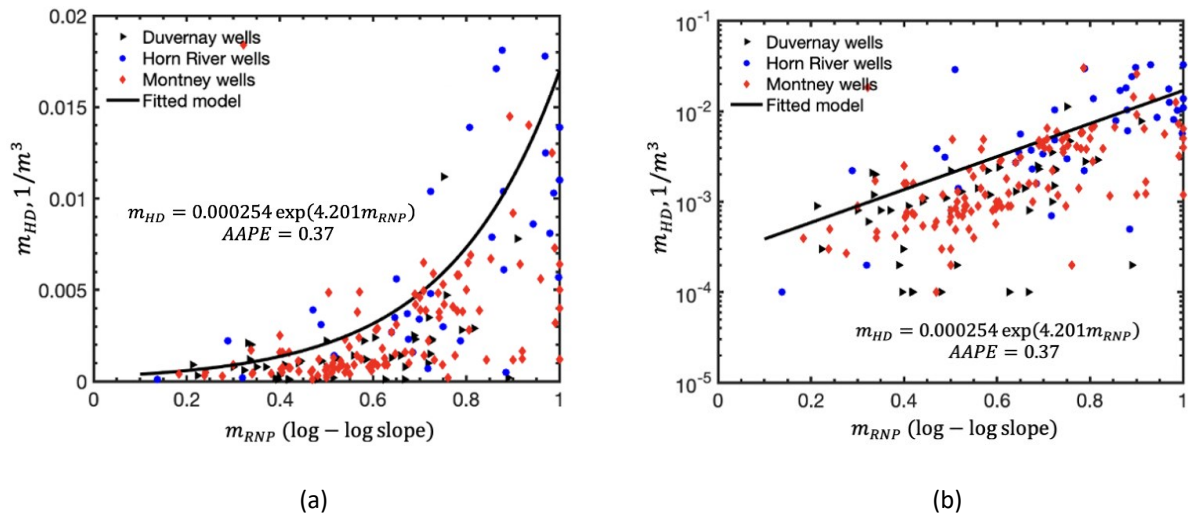 0.02
0.015
0.01
0.005
0
m_HD, 1/m³
Duvernay wells
Horn River wells
Montney wells
Fitted model
m_HD = 0.000254 exp(4.201m_RNP)
AAPE = 0.37
0 0.2 0.4 0.6 0.8 1
m_RNP (log − log slope)
(a)
10⁻¹
10⁻²
10⁻³
10⁻⁴
10⁻⁵
m_HD, 1/m³
Duvernay wells
Horn River wells
Montney wells
Fitted model
m_HD = 0.000254 exp(4.201m_RNP)
AAPE = 0.37
0 0.2 0.4 0.6 0.8 1
m_RNP (log − log slope)
(b)